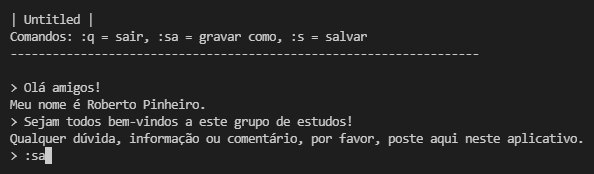 | Untitled |
Comandos: :q = sair, :sa = gravar como, :s = salvar
-------------------------------------------------------------------
> Olá amigos!
Meu nome é Roberto Pinheiro.
> Sejam todos bem-vindos a este grupo de estudos!
Qualquer dúvida, informação ou comentário, por favor, poste aqui neste aplicativo.
> :sa